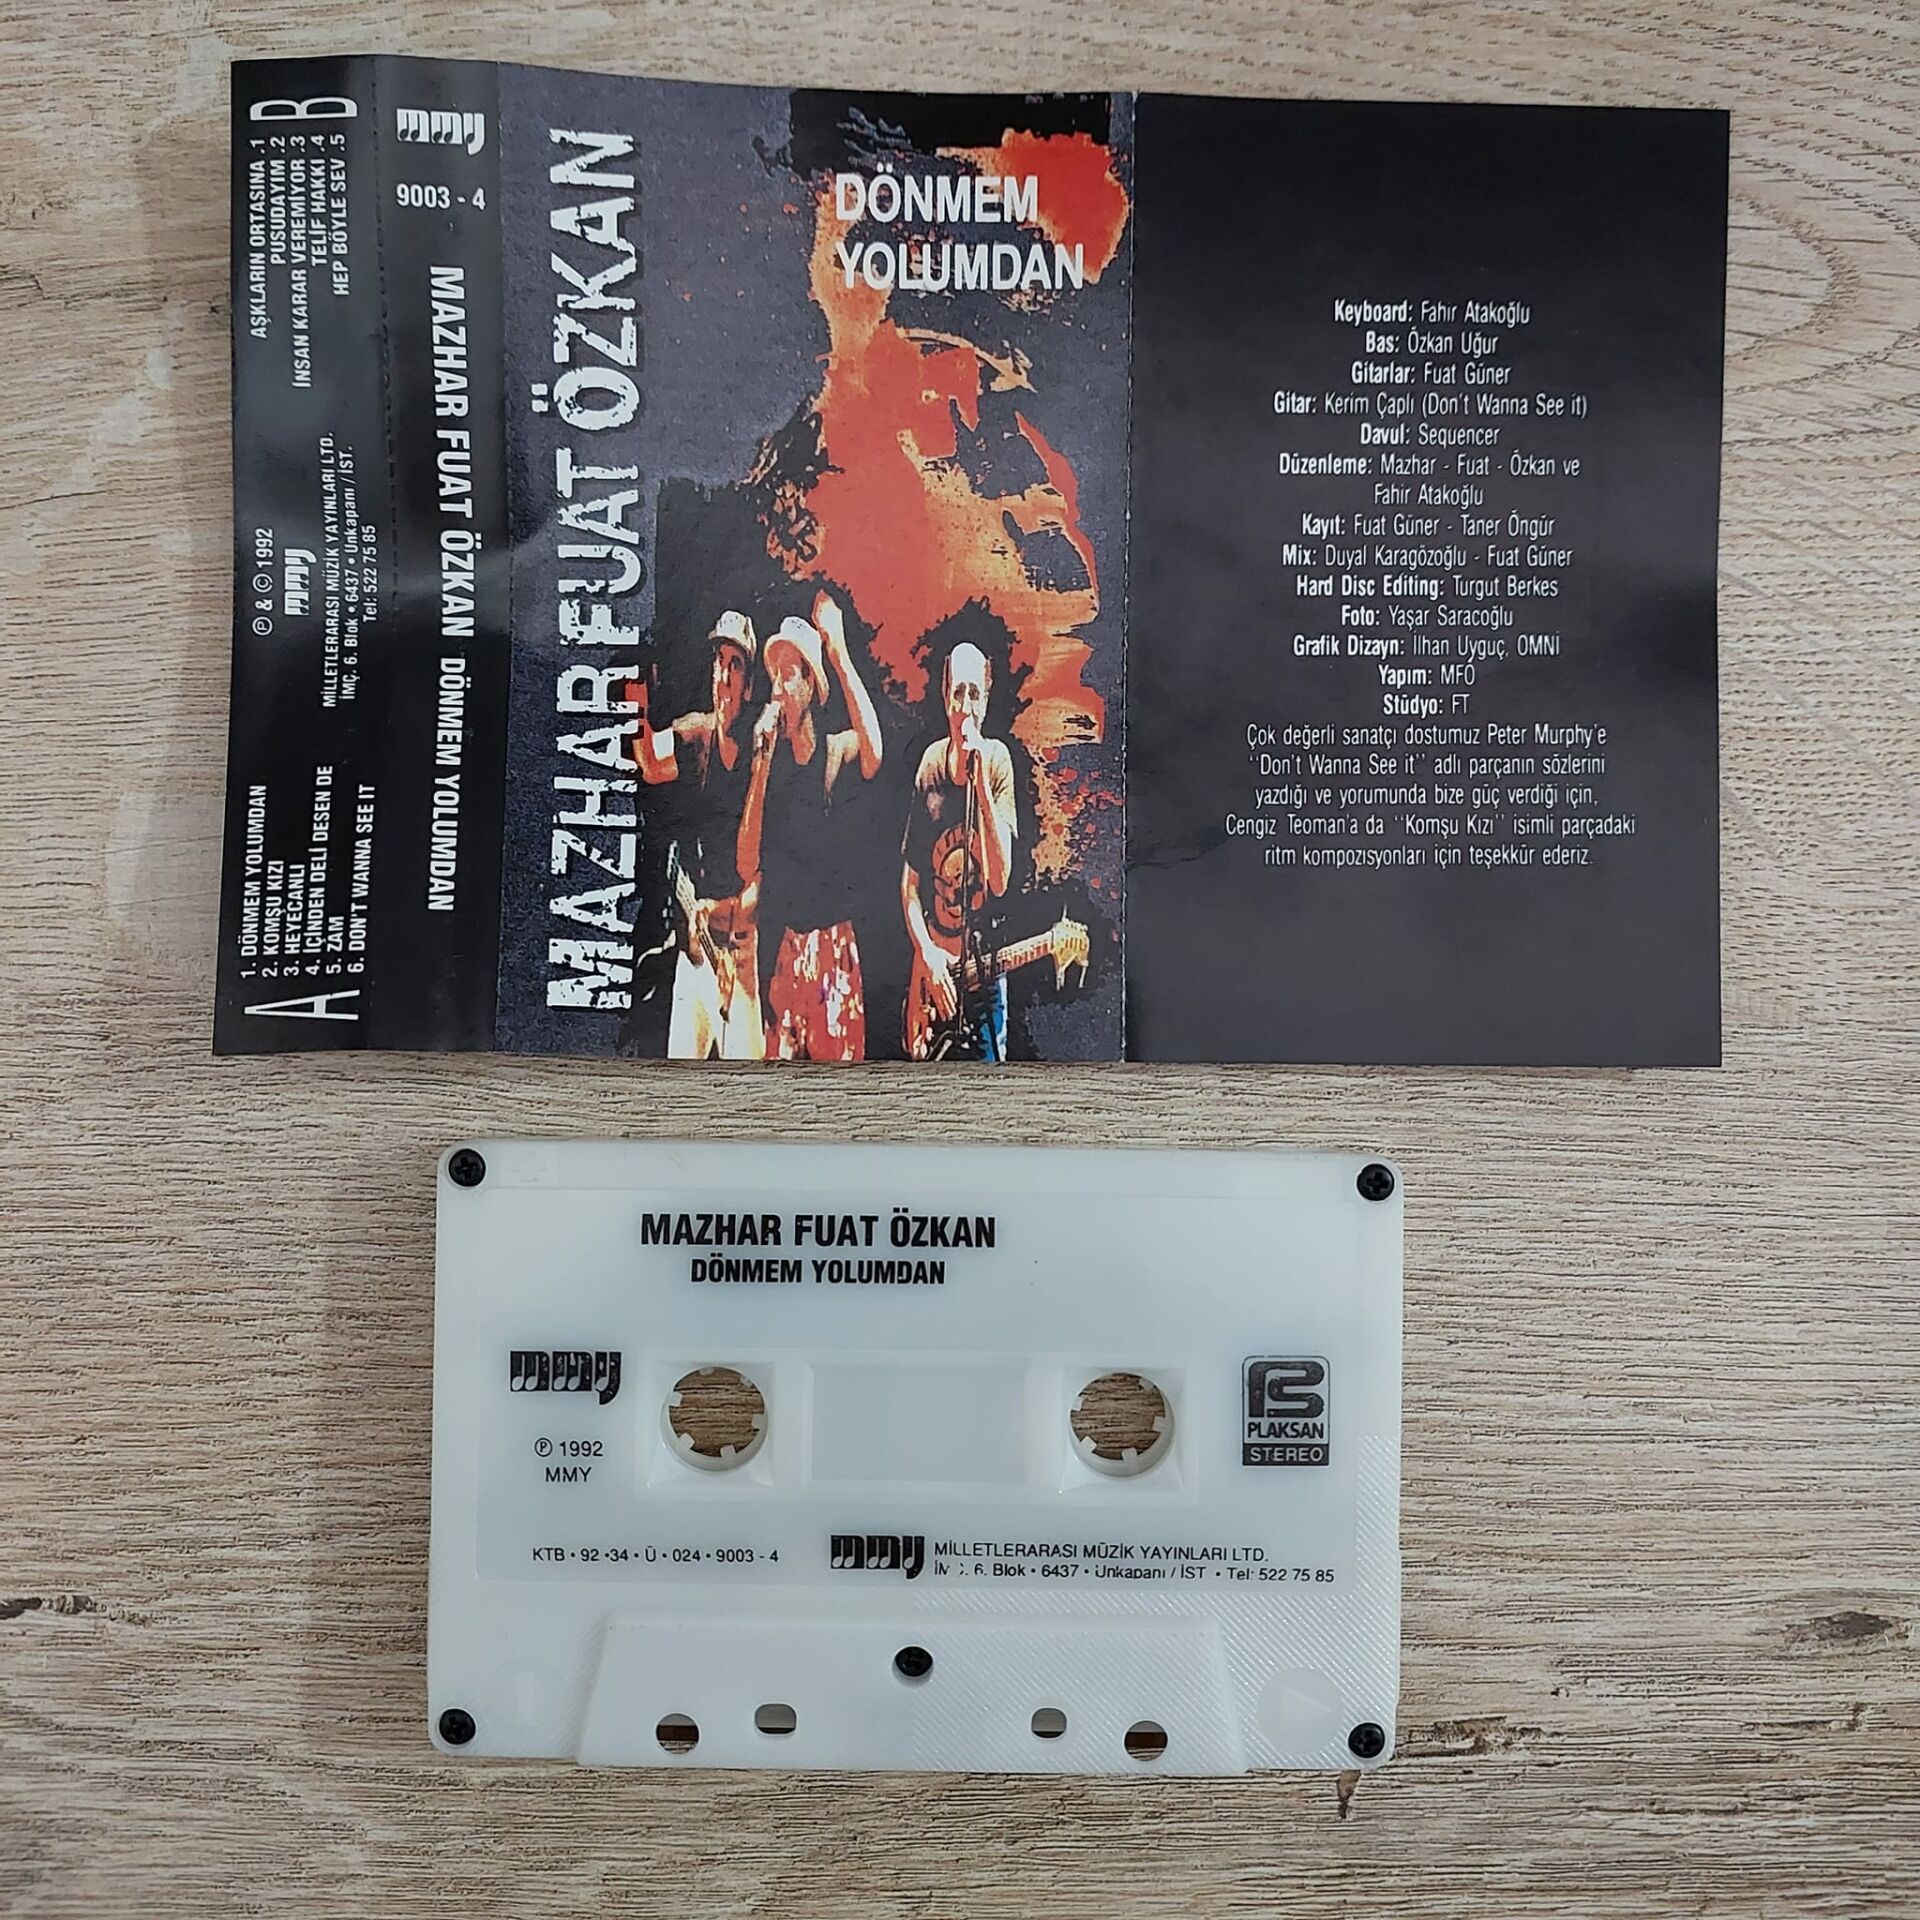 A
1. DÖNMEM YOLUMDAN
2. KOMŞU KIZI
3. HEYECANLI
4. İÇİNDEN DELİ DESEN DE
5. ZAM
6. DON'T WANNA SEE IT
℗ & © 1992
mmy
MİLLETLERARASI MÜZİK YAYINLARI LTD.
İMÇ. 6. Blok • 6437 • Unkapanı / İST.
Tel: 522 75 85
B
AŞKLARIN ORTASINA .1
PUSUDAYIM .2
İNSAN KARAR VEREMİYOR .3
TELİF HAKKI .4
HEP BÖYLE SEV .5
mmy
9003 - 4
MAZHAR FUAT ÖZKAN DÖNMEM YOLUMDAN
MAZHAR FUAT ÖZKAN
DÖNMEM
YOLUMDAN
Keyboard: Fahir Atakoğlu
Bas: Özkan Uğur
Gitarlar: Fuat Güner
Gitar: Kerim Çaplı (Don't Wanna See it)
Davul: Sequencer
Düzenleme: Mazhar - Fuat - Özkan ve
Fahir Atakoğlu
Kayıt: Fuat Güner - Taner Öngür
Mix: Duyal Karagözoğlu - Fuat Güner
Hard Disc Editing: Turgut Berkes
Foto: Yaşar Saracoğlu
Grafik Dizayn: İlhan Uyguç, OMNİ
Yapım: MFÖ
Stüdyo: FT
Çok değerli sanatçı dostumuz Peter Murphy'e
''Don't Wanna See it'' adlı parçanın sözlerini
yazdığı ve yorumunda bize güç verdiği için,
Cengiz Teoman'a da ''Komşu Kızı'' isimli parçadaki
ritm kompozisyonları için teşekkür ederiz.
MAZHAR FUAT ÖZKAN
DÖNMEM YOLUMDAN
mmy
℗ 1992
MMY
PLAKSAN
STEREO
KTB • 92 • 34 • Ü • 024 • 9003 - 4
mmy
MİLLETLERARASI MÜZİK YAYINLARI LTD.
6. Blok • 6437 • Unkapanı / İST. • Tel: 522 75 85